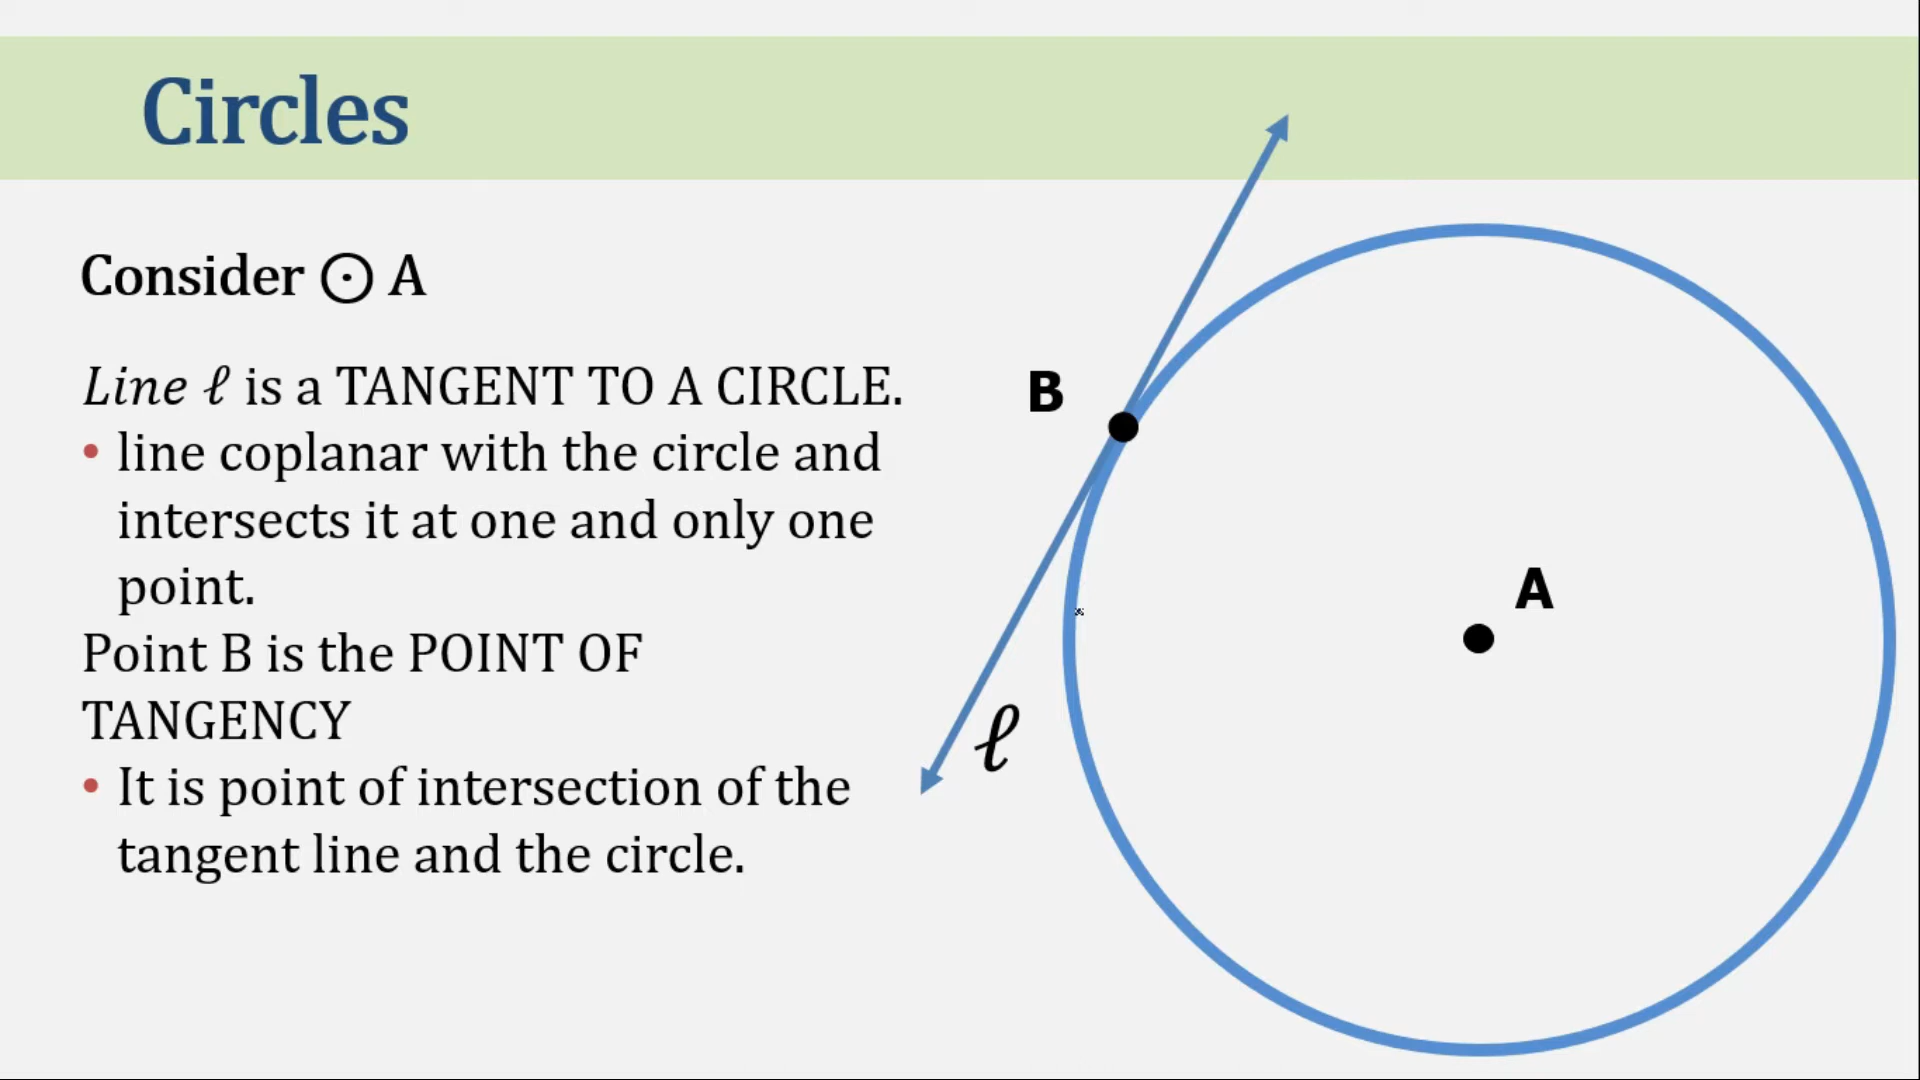 Circles
Consider ⊙ A
Line ℓ is a TANGENT TO A CIRCLE.
• line coplanar with the circle and
intersects it at one and only one
point.
Point B is the POINT OF
TANGENCY
• It is point of intersection of the
tangent line and the circle.
B
A
ℓ